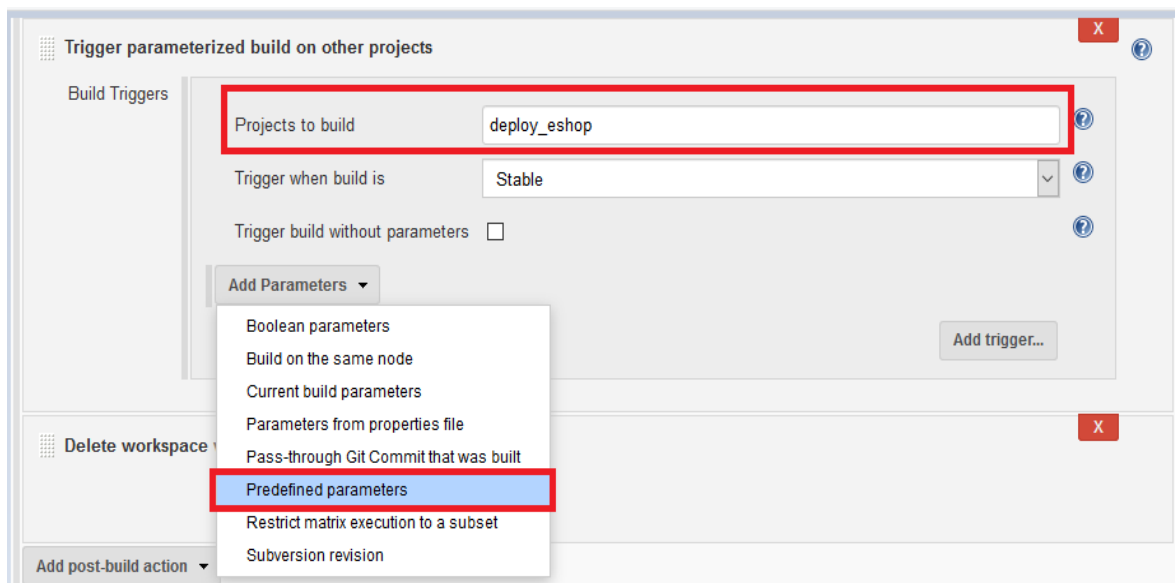 X
Trigger parameterized build on other projects
?
Build Triggers
Projects to build deploy_eshop ?
Trigger when build is Stable ?
Trigger build without parameters ?
Add Parameters
Boolean parameters
Build on the same node
Add trigger...
Current build parameters
Parameters from properties file
X
Delete workspace
Pass-through Git Commit that was built
Predefined parameters
Restrict matrix execution to a subset
Subversion revision
Add post-build action